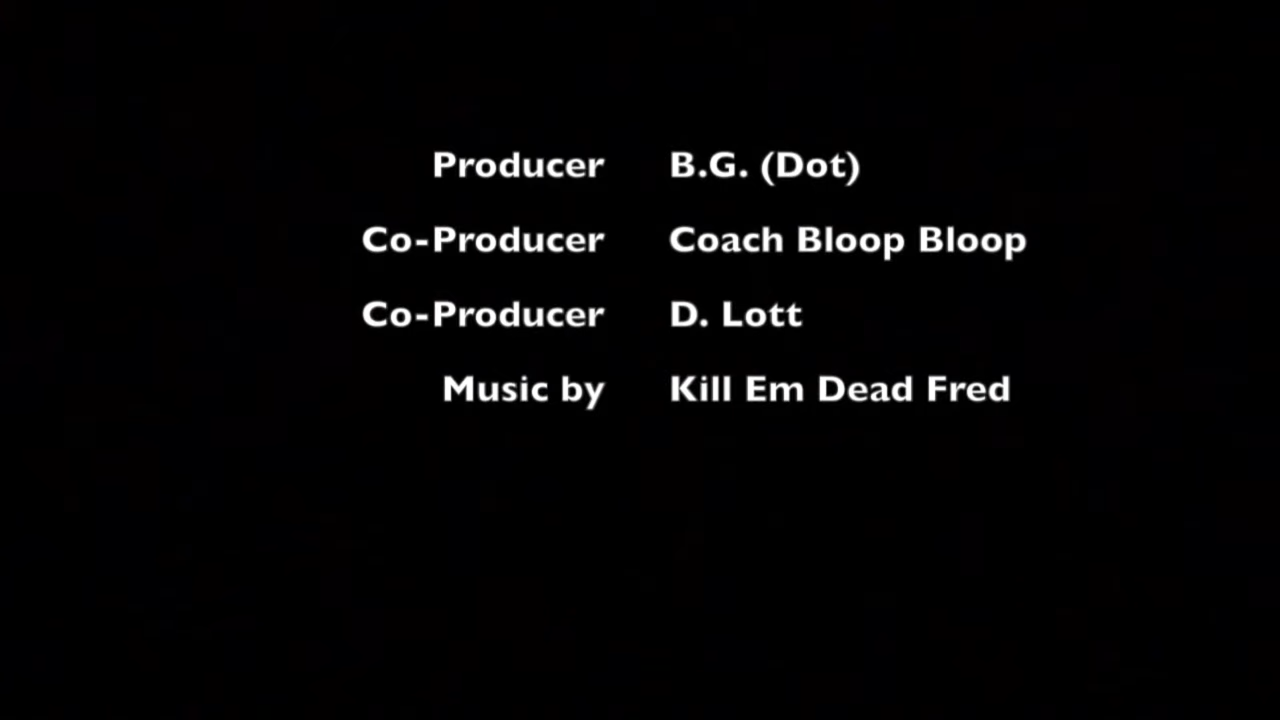 Producer B.G. (Dot)
Co-Producer Coach Bloop Bloop
Co-Producer D. Lott
Music by Kill Em Dead Fred